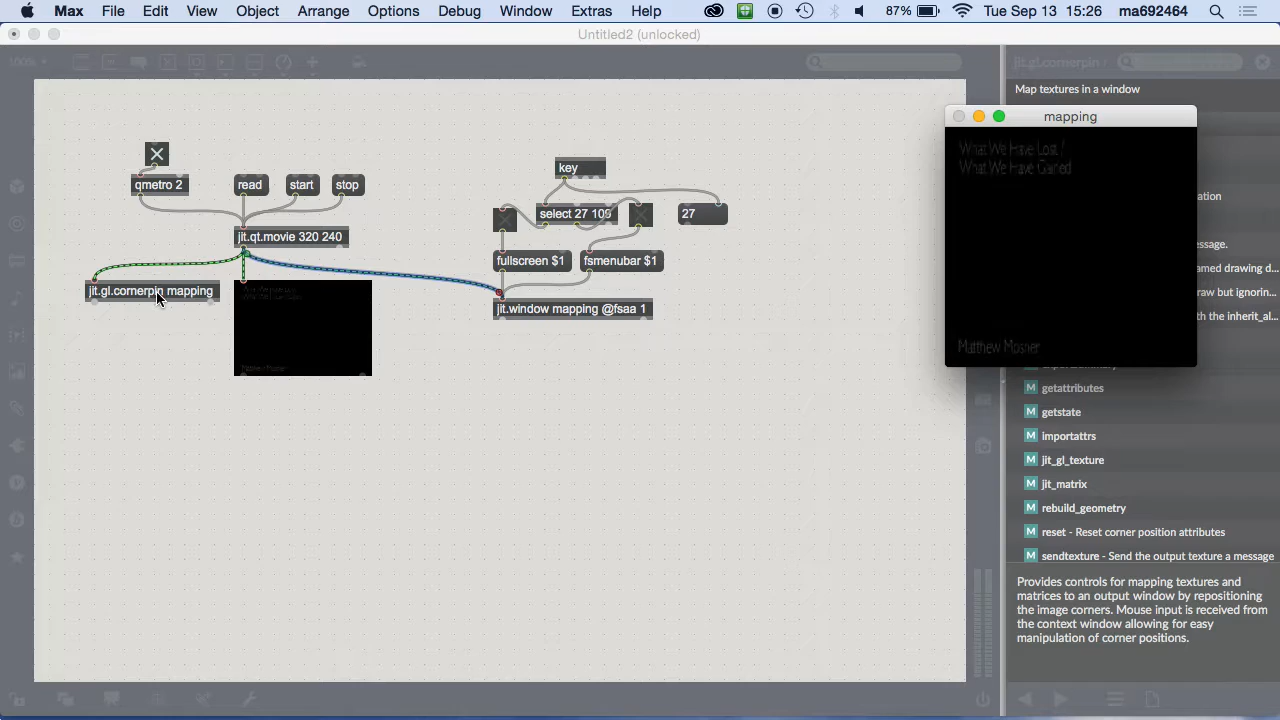 Max File Edit View Object Arrange Options Debug Window Extras Help 87% Tue Sep 13 15:26 ma692464
Untitled2 (unlocked)
100%
jit.gl.cornerpin
Map textures in a window
mapping
What We Have Lost /
What We Have Gained
Matthew Mosher
key
qmetro 2
read
start
stop
select 27 109
27
jit.qt.movie 320 240
fullscreen $1
fsmenubar $1
jit.gl.cornerpin mapping
jit.window mapping @fsaa 1
ation
essage.
amed drawing d...
raw but ignorin...
th the inherit_al...
getattributes
getstate
importattrs
jit_gl_texture
jit_matrix
rebuild_geometry
reset - Reset corner position attributes
sendtexture - Send the output texture a message
Provides controls for mapping textures and
matrices to an output window by repositioning
the image corners. Mouse input is received from
the context window allowing for easy
manipulation of corner positions.